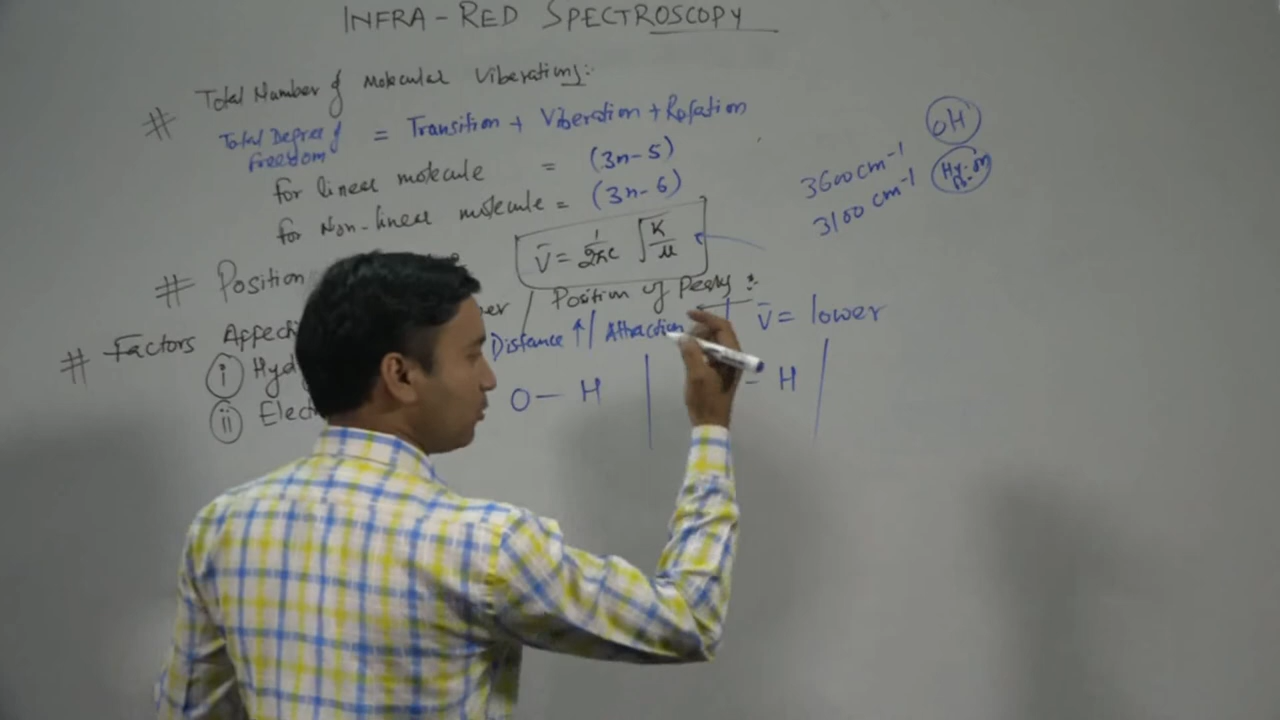 INFRA-RED SPECTROSCOPY
# Total Number of Molecular Viberations:
Total Degree of Freedom = Transition + Viberation + Rotation
for linear molecule = (3n-5)
for Non-linear molecule = (3n-6)
3600 cm⁻¹ OH
3100 cm⁻¹
ν̄ = 1/2πc √K/μ
# Position
# Factors Affect / Position of Peaks :-
Distance ↑ / Attraction / ν̄ = lower
(i) Hyd
O — H | — H |
(ii) Elect